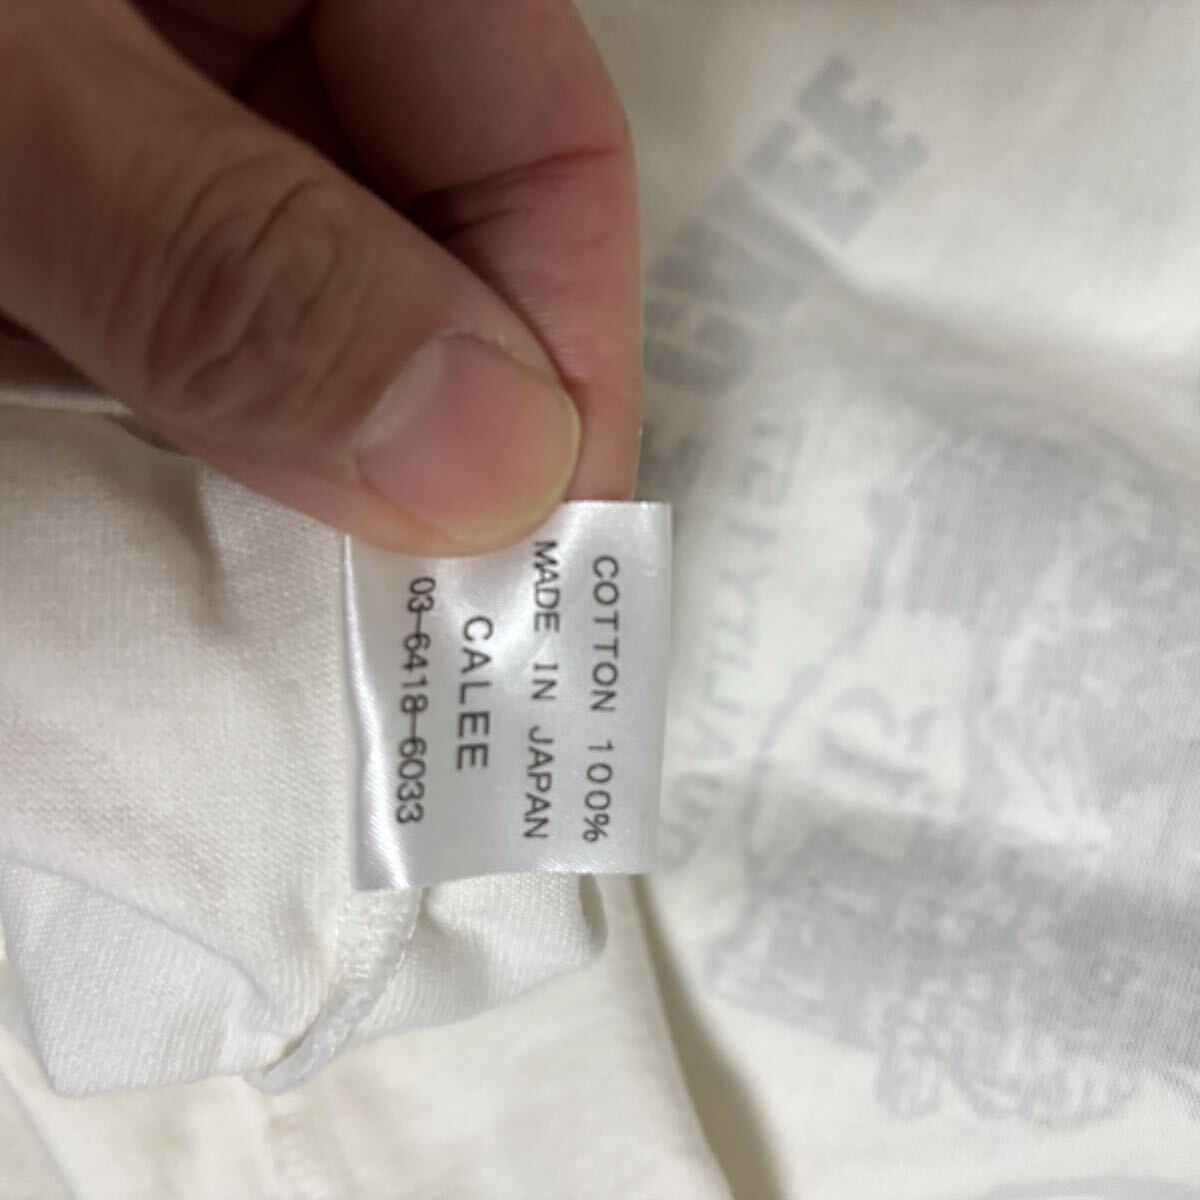 COTTON 100%
MADE IN JAPAN
CALEE
03-6418-6033